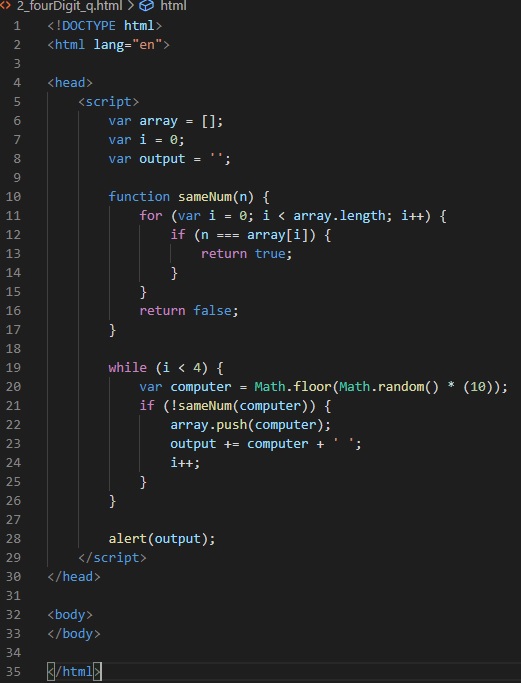 2_fourDigit_q.html > html
1 <!DOCTYPE html>
2 <html lang="en">
3
4 <head>
5     <script>
6         var array = [];
7         var i = 0;
8         var output = '';
9
10         function sameNum(n) {
11             for (var i = 0; i < array.length; i++) {
12                 if (n === array[i]) {
13                     return true;
14                 }
15             }
16             return false;
17         }
18
19         while (i < 4) {
20             var computer = Math.floor(Math.random() * (10));
21             if (!sameNum(computer)) {
22                 array.push(computer);
23                 output += computer + ' ';
24                 i++;
25             }
26         }
27
28         alert(output);
29     </script>
30 </head>
31
32 <body>
33 </body>
34
35 </html>